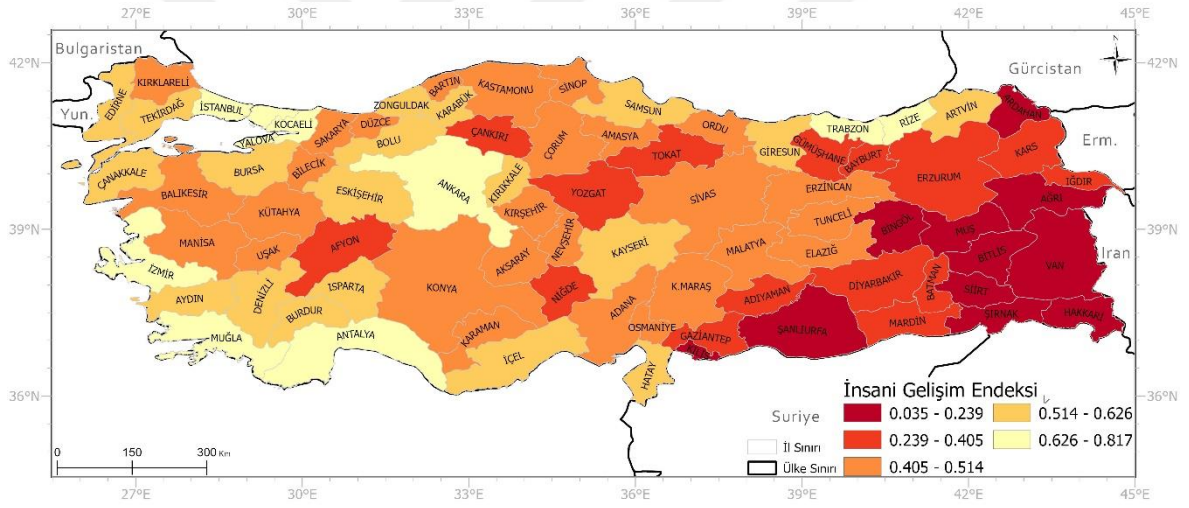 27°E 30°E 33°E 36°E 39°E 42°E 45°E
Bulgaristan
42°N 42°N
Gürcistan
KIRKLARELİ
EDİRNE
TEKİRDAĞ
Yun.
İSTANBUL
KOCAELİ
YALOVA
SAKARYA
DÜZCE
ZONGULDAK
BARTIN
KARABÜK
KASTAMONU
SİNOP
SAMSUN
BOLU
ÇANKIRI
ÇORUM
AMASYA
ORDU
TOKAT
GİRESUN
TRABZON
RİZE
ARTVİN
ARDAHAN
GÜMÜŞHANE
BAYBURT
KARS
Erm.
ÇANAKKALE
BURSA
BİLECİK
BALIKESİR
KÜTAHYA
ESKİŞEHİR
ANKARA
KIRIKKALE
KIRŞEHİR
YOZGAT
SİVAS
ERZİNCAN
ERZURUM
IĞDIR
AĞRI
TUNCELİ
BİNGÖL
MUŞ
39°N 39°N
MANİSA
UŞAK
AFYON
İZMİR
AYDIN
DENİZLİ
ISPARTA
BURDUR
KONYA
AKSARAY
NEVŞEHİR
KAYSERİ
NİĞDE
MALATYA
ELAZIĞ
K.MARAŞ
ADIYAMAN
DİYARBAKIR
BATMAN
BİTLİS
VAN
Iran
SİİRT
ŞIRNAK
HAKKARİ
MARDİN
ŞANLIURFA
GAZİANTEP
KİLİS
OSMANİYE
ADANA
HATAY
İÇEL
KARAMAN
ANTALYA
MUĞLA
36°N 36°N
Suriye
İnsani Gelişim Endeksi
0.035 - 0.239 0.514 - 0.626
0.239 - 0.405 0.626 - 0.817
0.405 - 0.514
İl Sınırı
Ülke Sınırı
0 150 300 Km
27°E 30°E 33°E 36°E 39°E 42°E 45°E